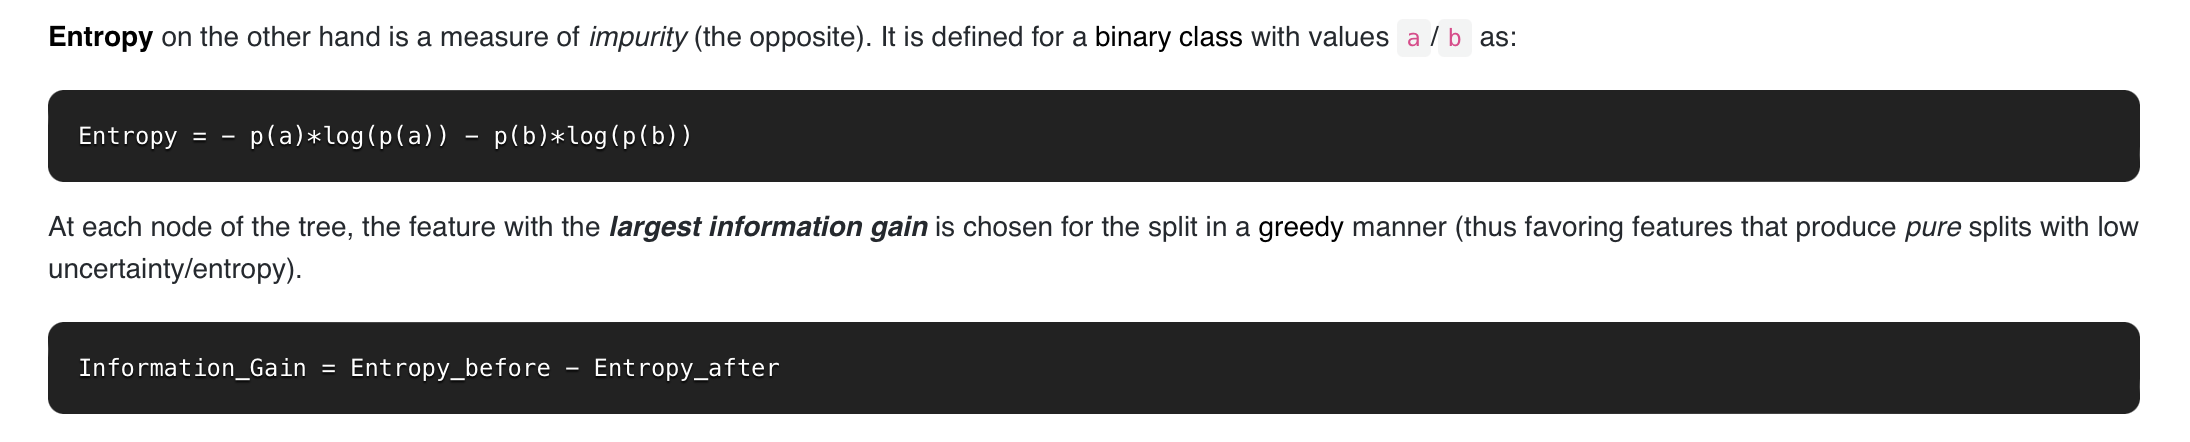 Entropy on the other hand is a measure of impurity (the opposite). It is defined for a binary class with values a / b as:
Entropy = - p(a)*log(p(a)) - p(b)*log(p(b))
At each node of the tree, the feature with the largest information gain is chosen for the split in a greedy manner (thus favoring features that produce pure splits with low
uncertainty/entropy).
Information_Gain = Entropy_before - Entropy_after